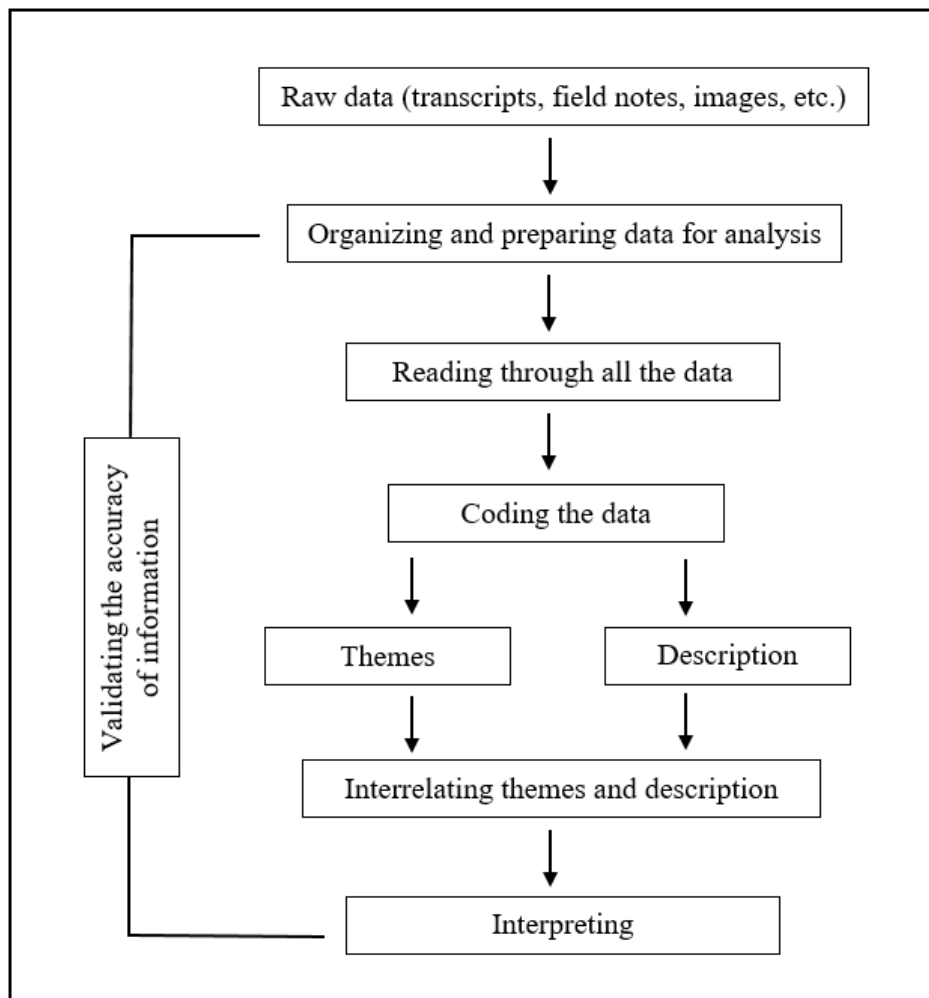 Raw data (transcripts, field notes, images, etc.)
Organizing and preparing data for analysis
Reading through all the data
Validating the accuracy
of information
Coding the data
Themes
Description
Interrelating themes and description
Interpreting